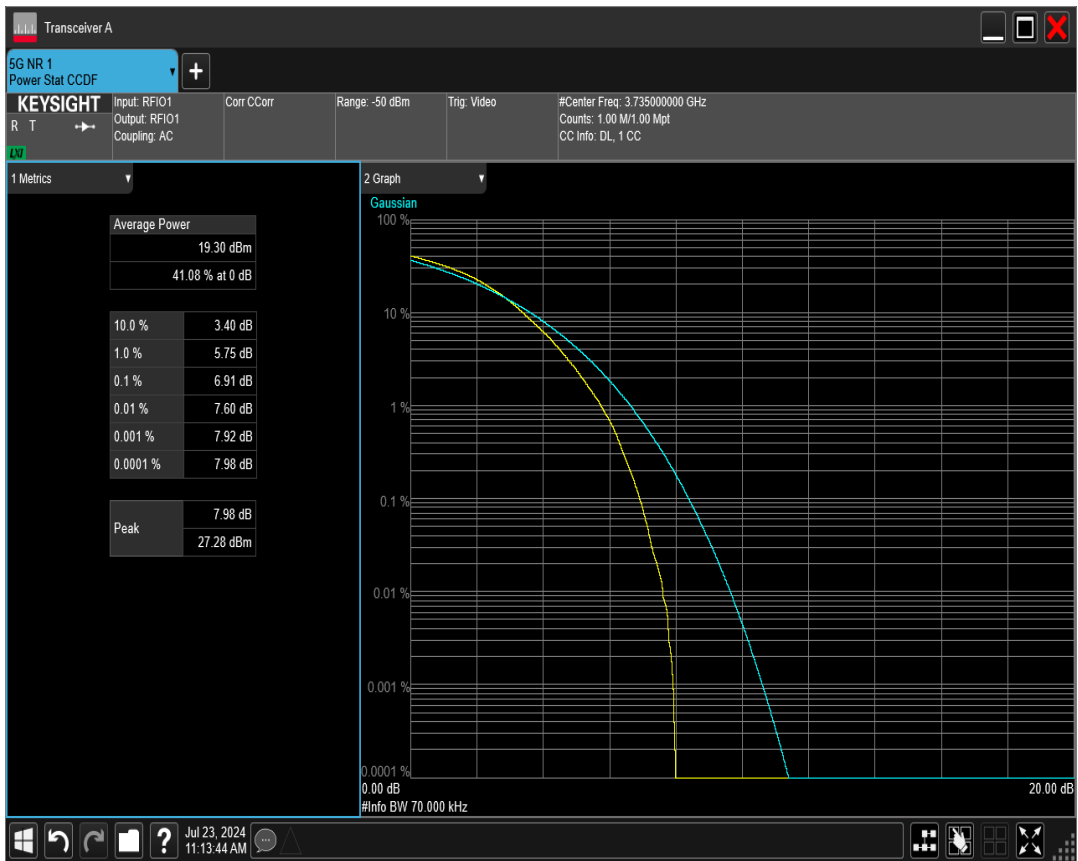 Transceiver A
5G NR 1
Power Stat CCDF
KEYSIGHT
R T
LXI
Input: RFIO1
Output: RFIO1
Coupling: AC
Corr CCorr
Range: -50 dBm
Trig: Video
#Center Freq: 3.735000000 GHz
Counts: 1.00 M/1.00 Mpt
CC Info: DL, 1 CC
1 Metrics
Average Power
19.30 dBm
41.08 % at 0 dB
10.0 % 3.40 dB
1.0 % 5.75 dB
0.1 % 6.91 dB
0.01 % 7.60 dB
0.001 % 7.92 dB
0.0001 % 7.98 dB
Peak
7.98 dB
27.28 dBm
2 Graph
Gaussian
100 %
10 %
1 %
0.1 %
0.01 %
0.001 %
0.0001 %
0.00 dB 20.00 dB
#Info BW 70.000 kHz
?
Jul 23, 2024
11:13:44 AM